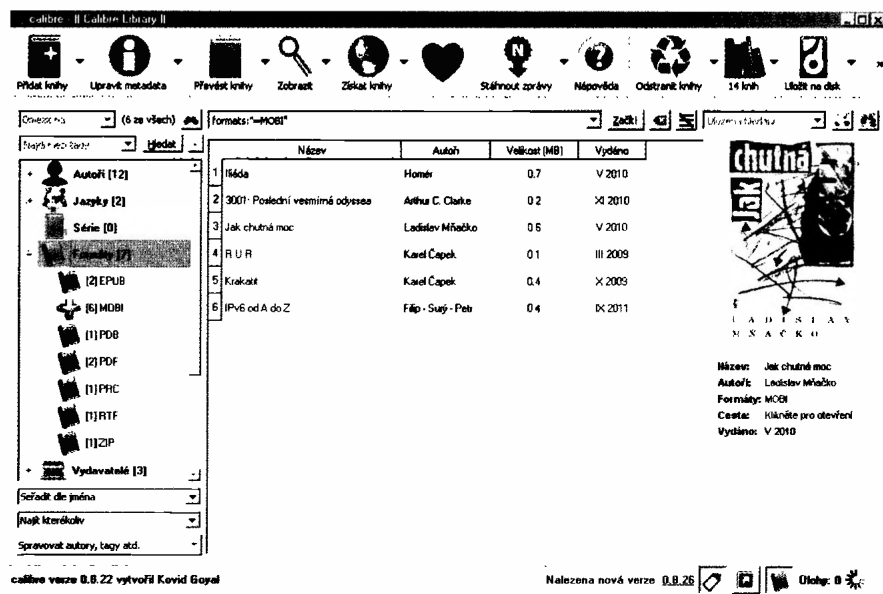 calibre - || Calibre Library ||
Přidat knihy Upravit metadata Převést knihy Zobrazit Získat knihy Stáhnout zprávy Nápověda Odstranit knihy 14 knih Uložit na disk »
(6 ze všech) formats:"=MOBI" Začít
Hledat
Název Autoři Velikost (MB) Vydáno
1 Iliáda Homér 0.7 V 2010
2 3001: Poslední vesmírná odyssea Arthur C. Clarke 0.2 XI 2010
3 Jak chutná moc Ladislav Mňačko 0.6 V 2010
4 R.U.R Karel Čapek 0.1 III 2009
5 Krakatit Karel Čapek 0.4 X 2009
6 IPv6 od A do Z Filip - Surý - Petr 0.4 IX 2011
Autoři [12]
Jazyky [2]
Série [0]
Formáty [7]
[2] EPUB
[6] MOBI
[1] PDB
[2] PDF
[1] PRC
[1] RTF
[1] ZIP
Vydavatelé [3]
Seřadit dle jména
Najít kterékoliv
Spravovat autory, tagy atd.
Jak chutná
LADISLAV
MŇAČKO
Název: Jak chutná moc
Autoři: Ladislav Mňačko
Formáty: MOBI
Cesta: Klikněte pro otevření
Vydáno: V 2010
calibre verze 0.8.22 vytvořil Kovid Goyal Nalezena nová verze 0.8.26 Úlohy: 0